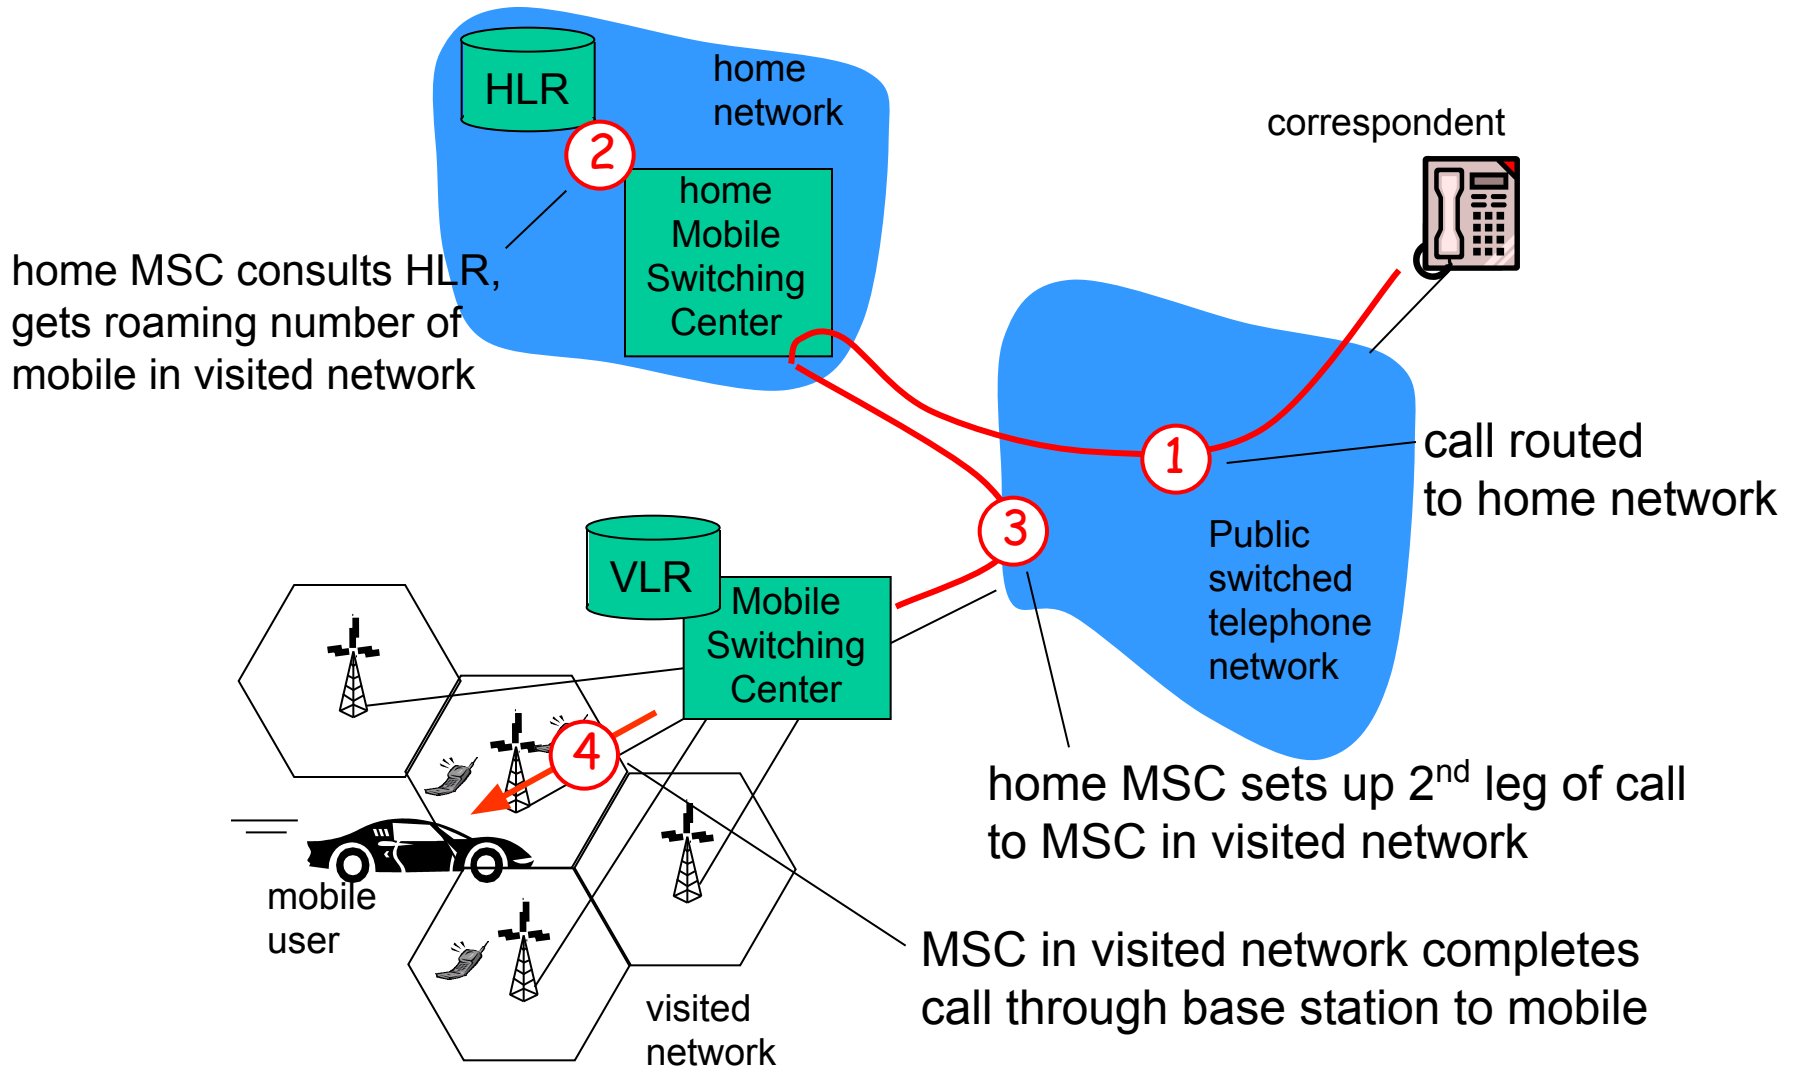 HLR
home
network
2
home
Mobile
Switching
Center
correspondent
home MSC consults HLR,
gets roaming number of
mobile in visited network
1
call routed
to home network
3
Public
switched
telephone
network
VLR
Mobile
Switching
Center
4
home MSC sets up 2nd leg of call
to MSC in visited network
mobile
user
MSC in visited network completes
call through base station to mobile
visited
network